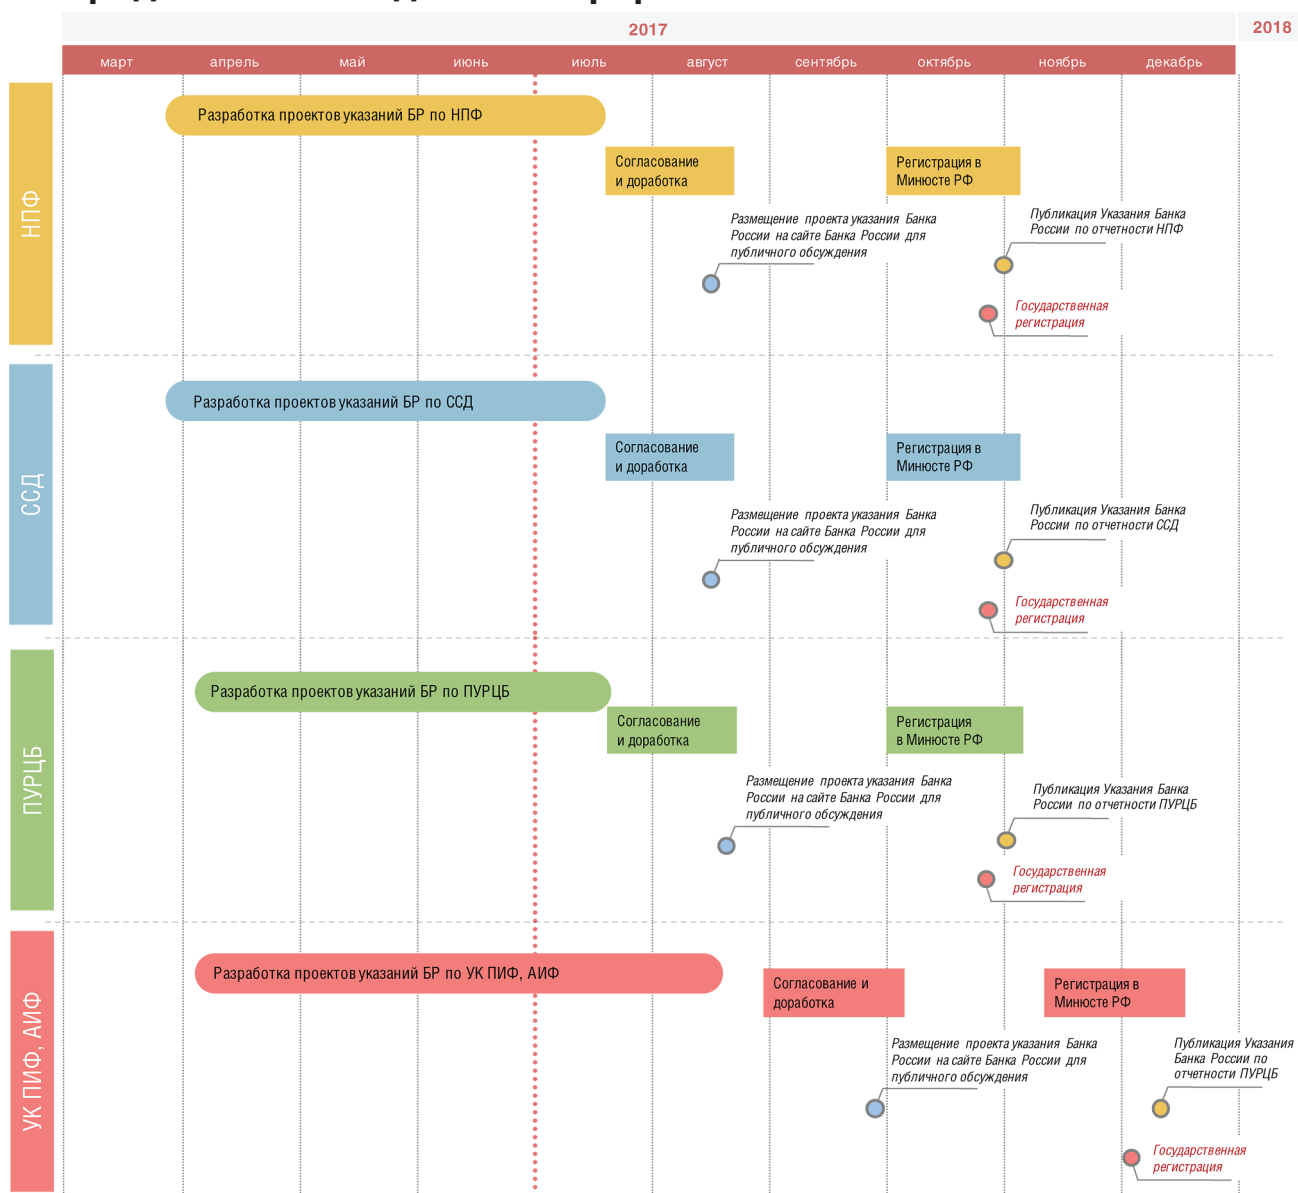 2017
2018
март
апрель
май
июнь
июль
август
сентябрь
октябрь
ноябрь
декабрь
НПФ
Разработка проектов указаний БР по НПФ
Согласование
и доработка
Регистрация в
Минюсте РФ
Размещение проекта указания Банка
России на сайте Банка России для
публичного обсуждения
Публикация Указания Банка
России по отчетности НПФ
Государственная
регистрация
ССД
Разработка проектов указаний БР по ССД
Согласование
и доработка
Регистрация в
Минюсте РФ
Размещение проекта указания Банка
России на сайте Банка России для
публичного обсуждения
Публикация Указания Банка
России по отчетности ССД
Государственная
регистрация
ПУРЦБ
Разработка проектов указаний БР по ПУРЦБ
Согласование
и доработка
Регистрация
в Минюсте РФ
Размещение проекта указания Банка
России на сайте Банка России для
публичного обсуждения
Публикация Указания Банка
России по отчетности ПУРЦБ
Государственная
регистрация
УК ПИФ, АИФ
Разработка проектов указаний БР по УК ПИФ, АИФ
Согласование и
доработка
Регистрация в
Минюсте РФ
Размещение проекта указания Банка
России на сайте Банка России для
публичного обсуждения
Публикация Указания
Банка России по
отчетности ПУРЦБ
Государственная
регистрация